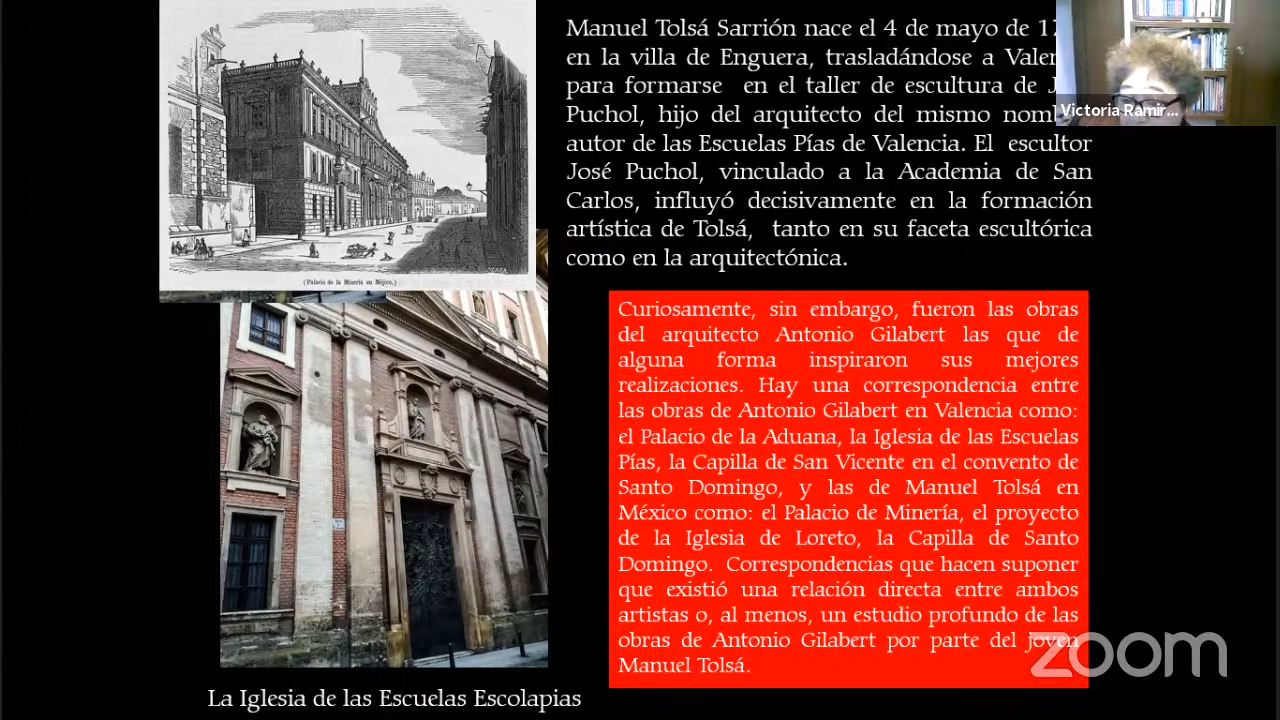 Manuel Tolsá Sarrión nace el 4 de mayo de
en la villa de Enguera, trasladándose a
para formarse en el taller de escultura de
Puchol, hijo del arquitecto del mismo
autor de las Escuelas Pías de Valencia. El escultor
José Puchol, vinculado a la Academia de San
Carlos, influyó decisivamente en la formación
artística de Tolsá, tanto en su faceta escultórica
como en la arquitectónica.
Victoria Ramir...
(Palacio de la Minería en Méjico.)
Curiosamente, sin embargo, fueron las obras
del arquitecto Antonio Gilabert las que de
alguna forma inspiraron sus mejores
realizaciones. Hay una correspondencia entre
las obras de Antonio Gilabert en Valencia como:
el Palacio de la Aduana, la Iglesia de las Escuelas
Pías, la Capilla de San Vicente en el convento de
Santo Domingo, y las de Manuel Tolsá en
México como: el Palacio de Minería, el proyecto
de la Iglesia de Loreto, la Capilla de Santo
Domingo. Correspondencias que hacen suponer
que existió una relación directa entre ambos
artistas o, al menos, un estudio profundo de las
obras de Antonio Gilabert por parte del joven
Manuel Tolsá.
zoom
La Iglesia de las Escuelas Escolapias